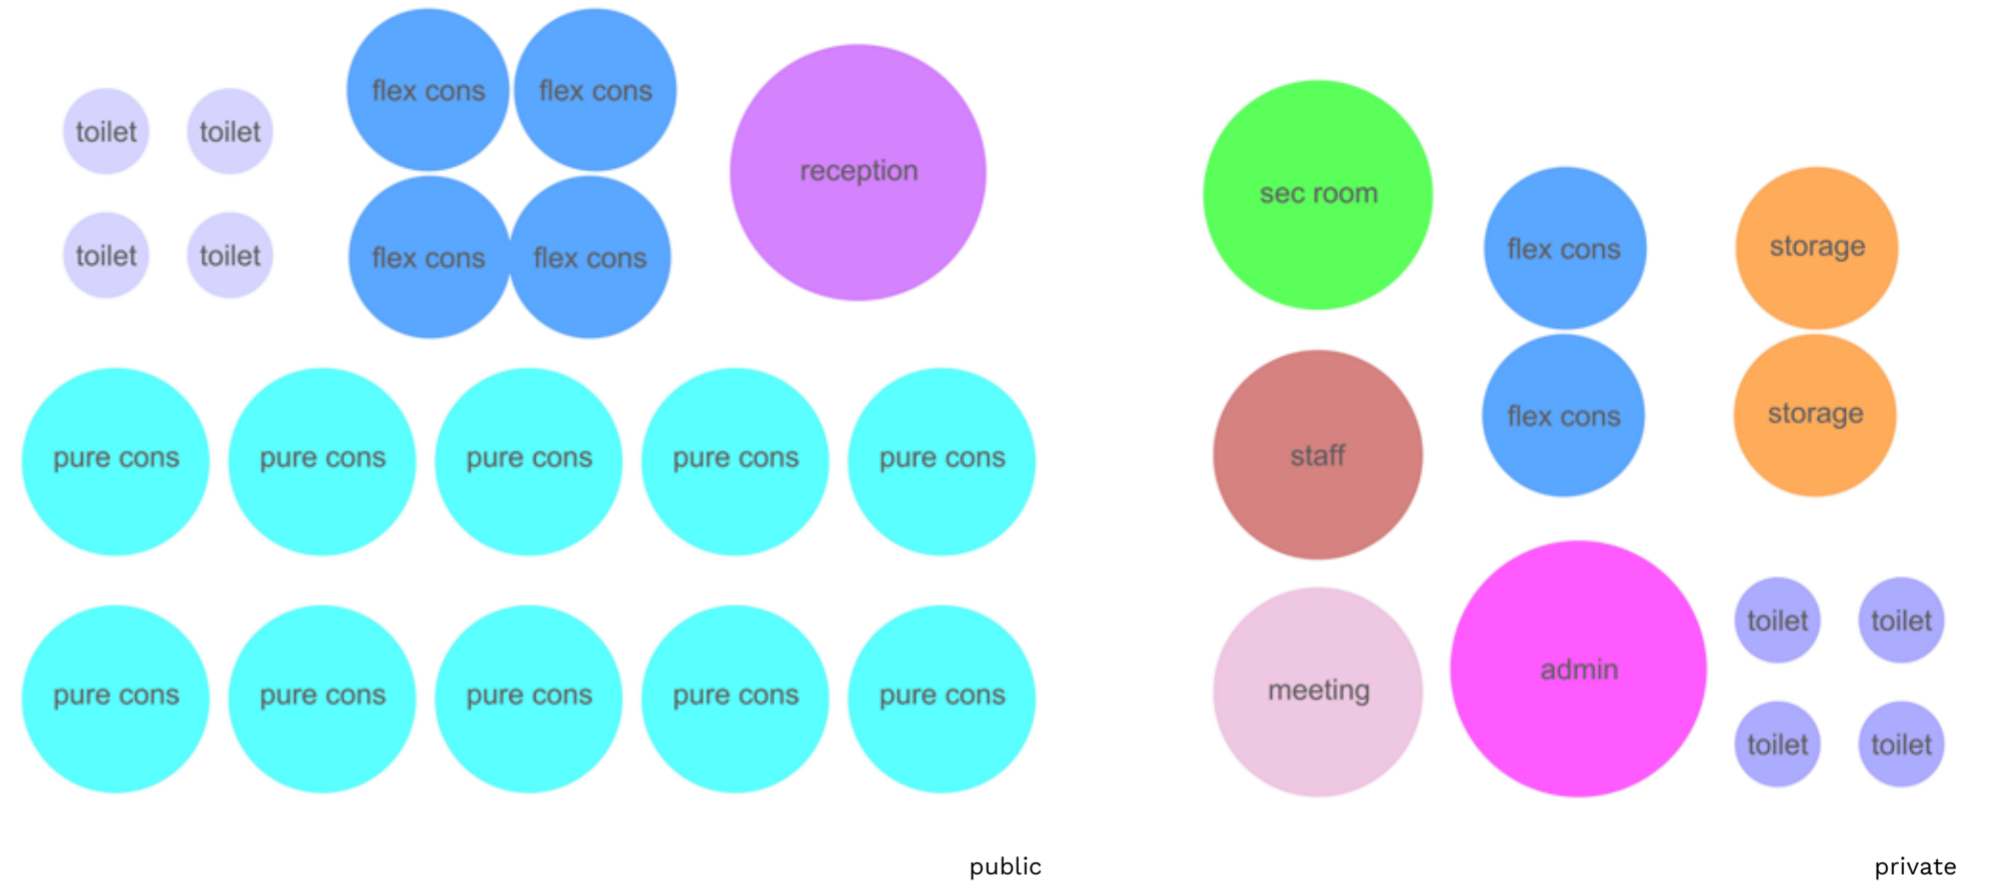 toilet
toilet
toilet
toilet
flex cons
flex cons
flex cons
flex cons
reception
pure cons
pure cons
pure cons
pure cons
pure cons
pure cons
pure cons
pure cons
pure cons
pure cons
public
sec room
staff
meeting
flex cons
flex cons
storage
storage
admin
toilet
toilet
toilet
toilet
private